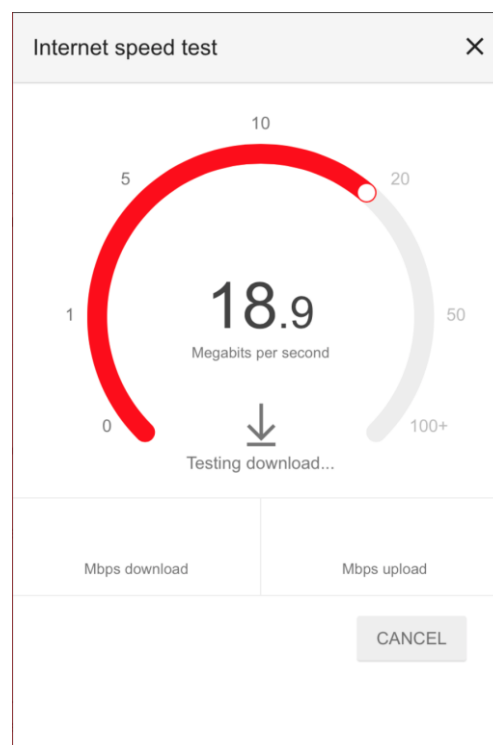 Internet speed test
10
5
20
1
18.9
50
Megabits per second
0
100+
Testing download...
Mbps download
Mbps upload
CANCEL